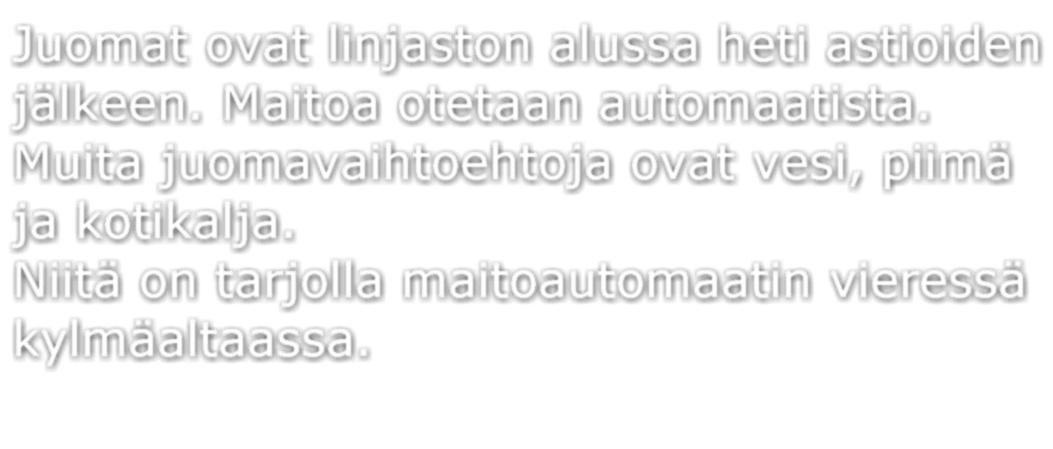 Juomat ovat linjaston alussa heti astioiden
jälkeen. Maitoa otetaan automaatista.
Muita juomavaihtoehtoja ovat vesi, piimä
ja kotikalja.
Niitä on tarjolla maitoautomaatin vieressä
kylmäaltaassa.